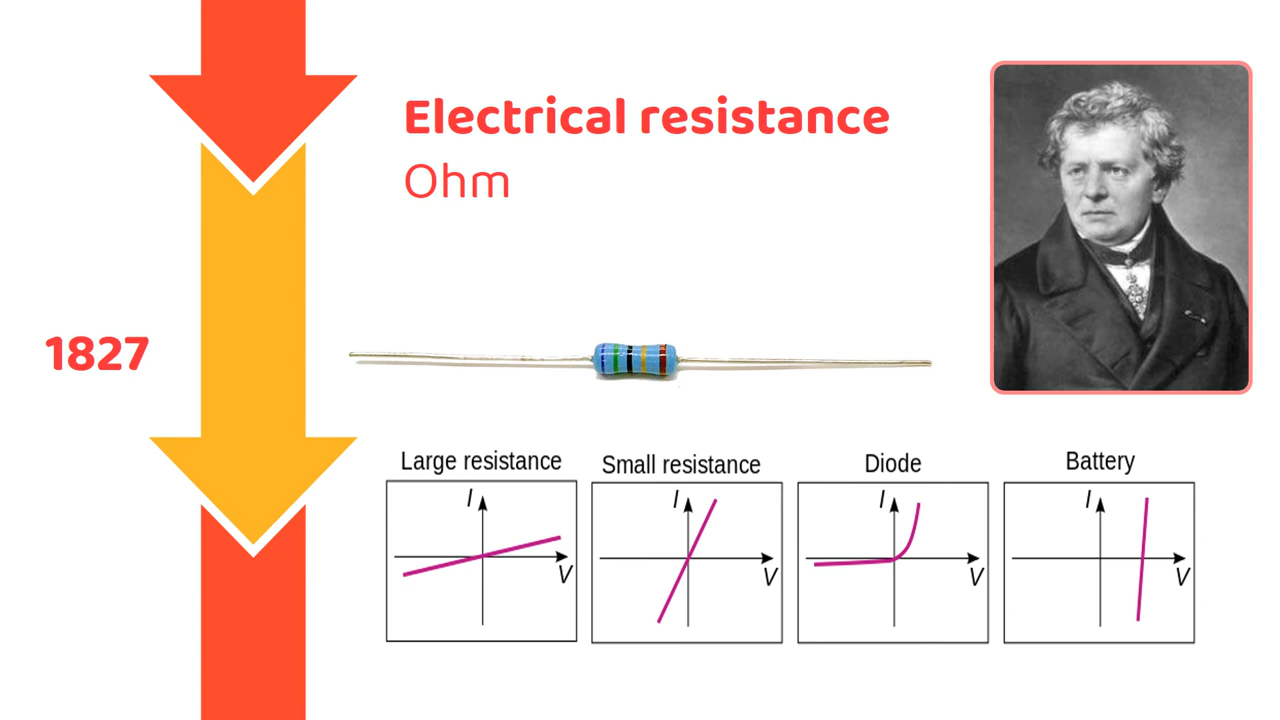 Electrical resistance
Ohm
1827
Large resistance
Small resistance
Diode
Battery
I
V
I
V
I
V
I
V